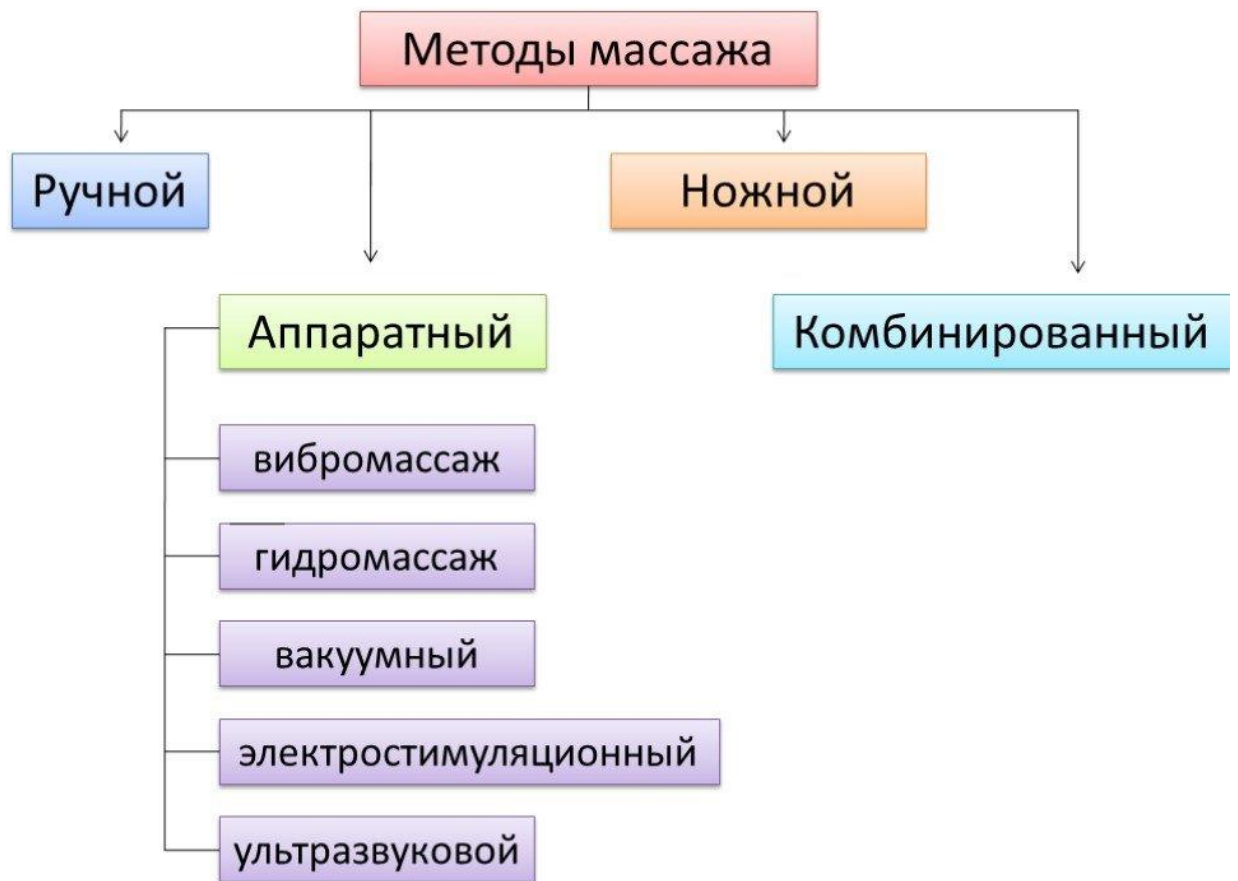 Методы массажа
Ручной
Ножной
Аппаратный
Комбинированный
вибромассаж
гидромассаж
вакуумный
электростимуляционный
ультразвуковой